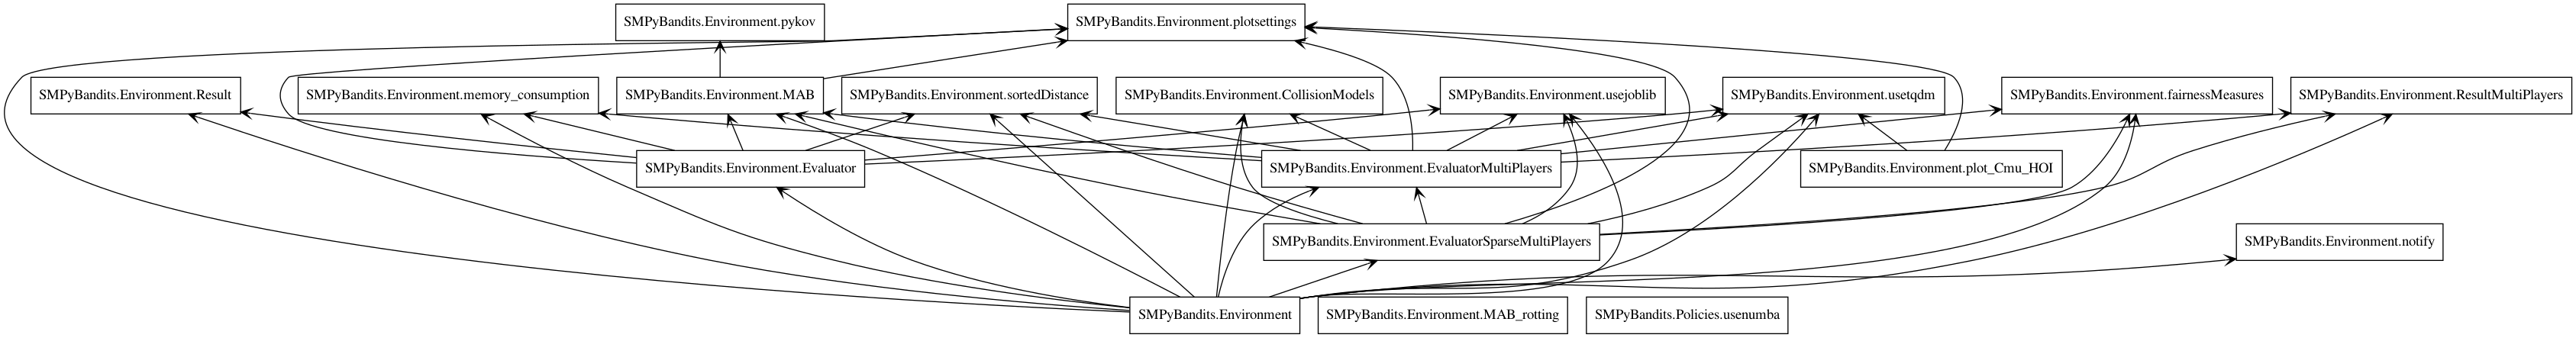 SMPyBandits.Environment.pykov
SMPyBandits.Environment.plotsettings
SMPyBandits.Environment.Result
SMPyBandits.Environment.memory_consumption
SMPyBandits.Environment.MAB
SMPyBandits.Environment.sortedDistance
SMPyBandits.Environment.CollisionModels
SMPyBandits.Environment.usejoblib
SMPyBandits.Environment.usetqdm
SMPyBandits.Environment.fairnessMeasures
SMPyBandits.Environment.ResultMultiPlayers
SMPyBandits.Environment.Evaluator
SMPyBandits.Environment.EvaluatorMultiPlayers
SMPyBandits.Environment.plot_Cmu_HOI
SMPyBandits.Environment.EvaluatorSparseMultiPlayers
SMPyBandits.Environment.notify
SMPyBandits.Environment
SMPyBandits.Environment.MAB_rotting
SMPyBandits.Policies.usenumba